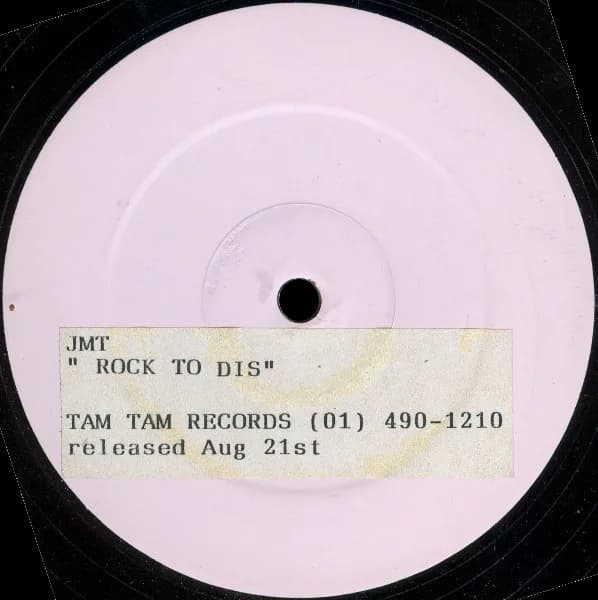 JMT
" ROCK TO DIS"
TAM TAM RECORDS (01) 490-1210
released Aug 21st